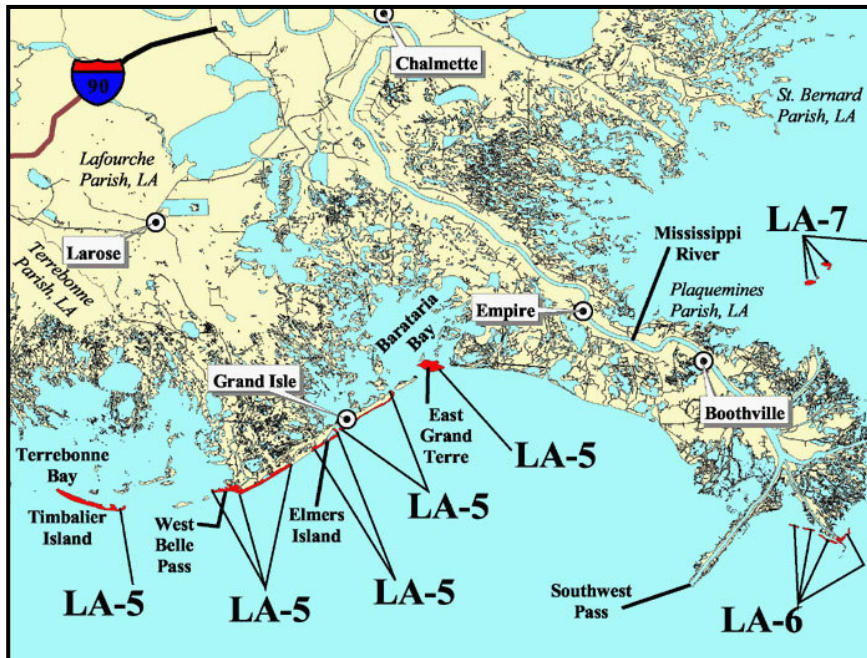 Chalmette
90
St. Bernard
Parish, LA
Lafourche
Parish, LA
LA-7
Larose
Mississippi
River
Terrebonne
Parish, LA
Plaquemines
Parish, LA
Empire
Barataria
Bay
Grand Isle
Boothville
East
Grand
Terre
LA-5
Terrebonne
Bay
LA-5
Elmers
Island
Timbalier
Island
West
Belle
Pass
LA-5
LA-5
LA-5
Southwest
Pass
LA-6